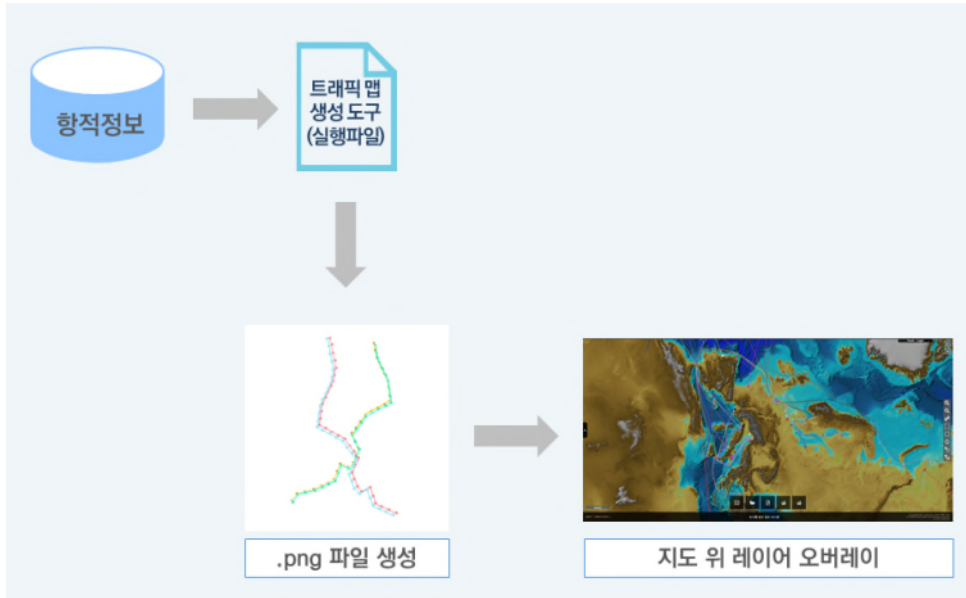 항적정보
트래픽 맵
생성 도구
(실행파일)
.png 파일 생성
지도 위 레이어 오버레이